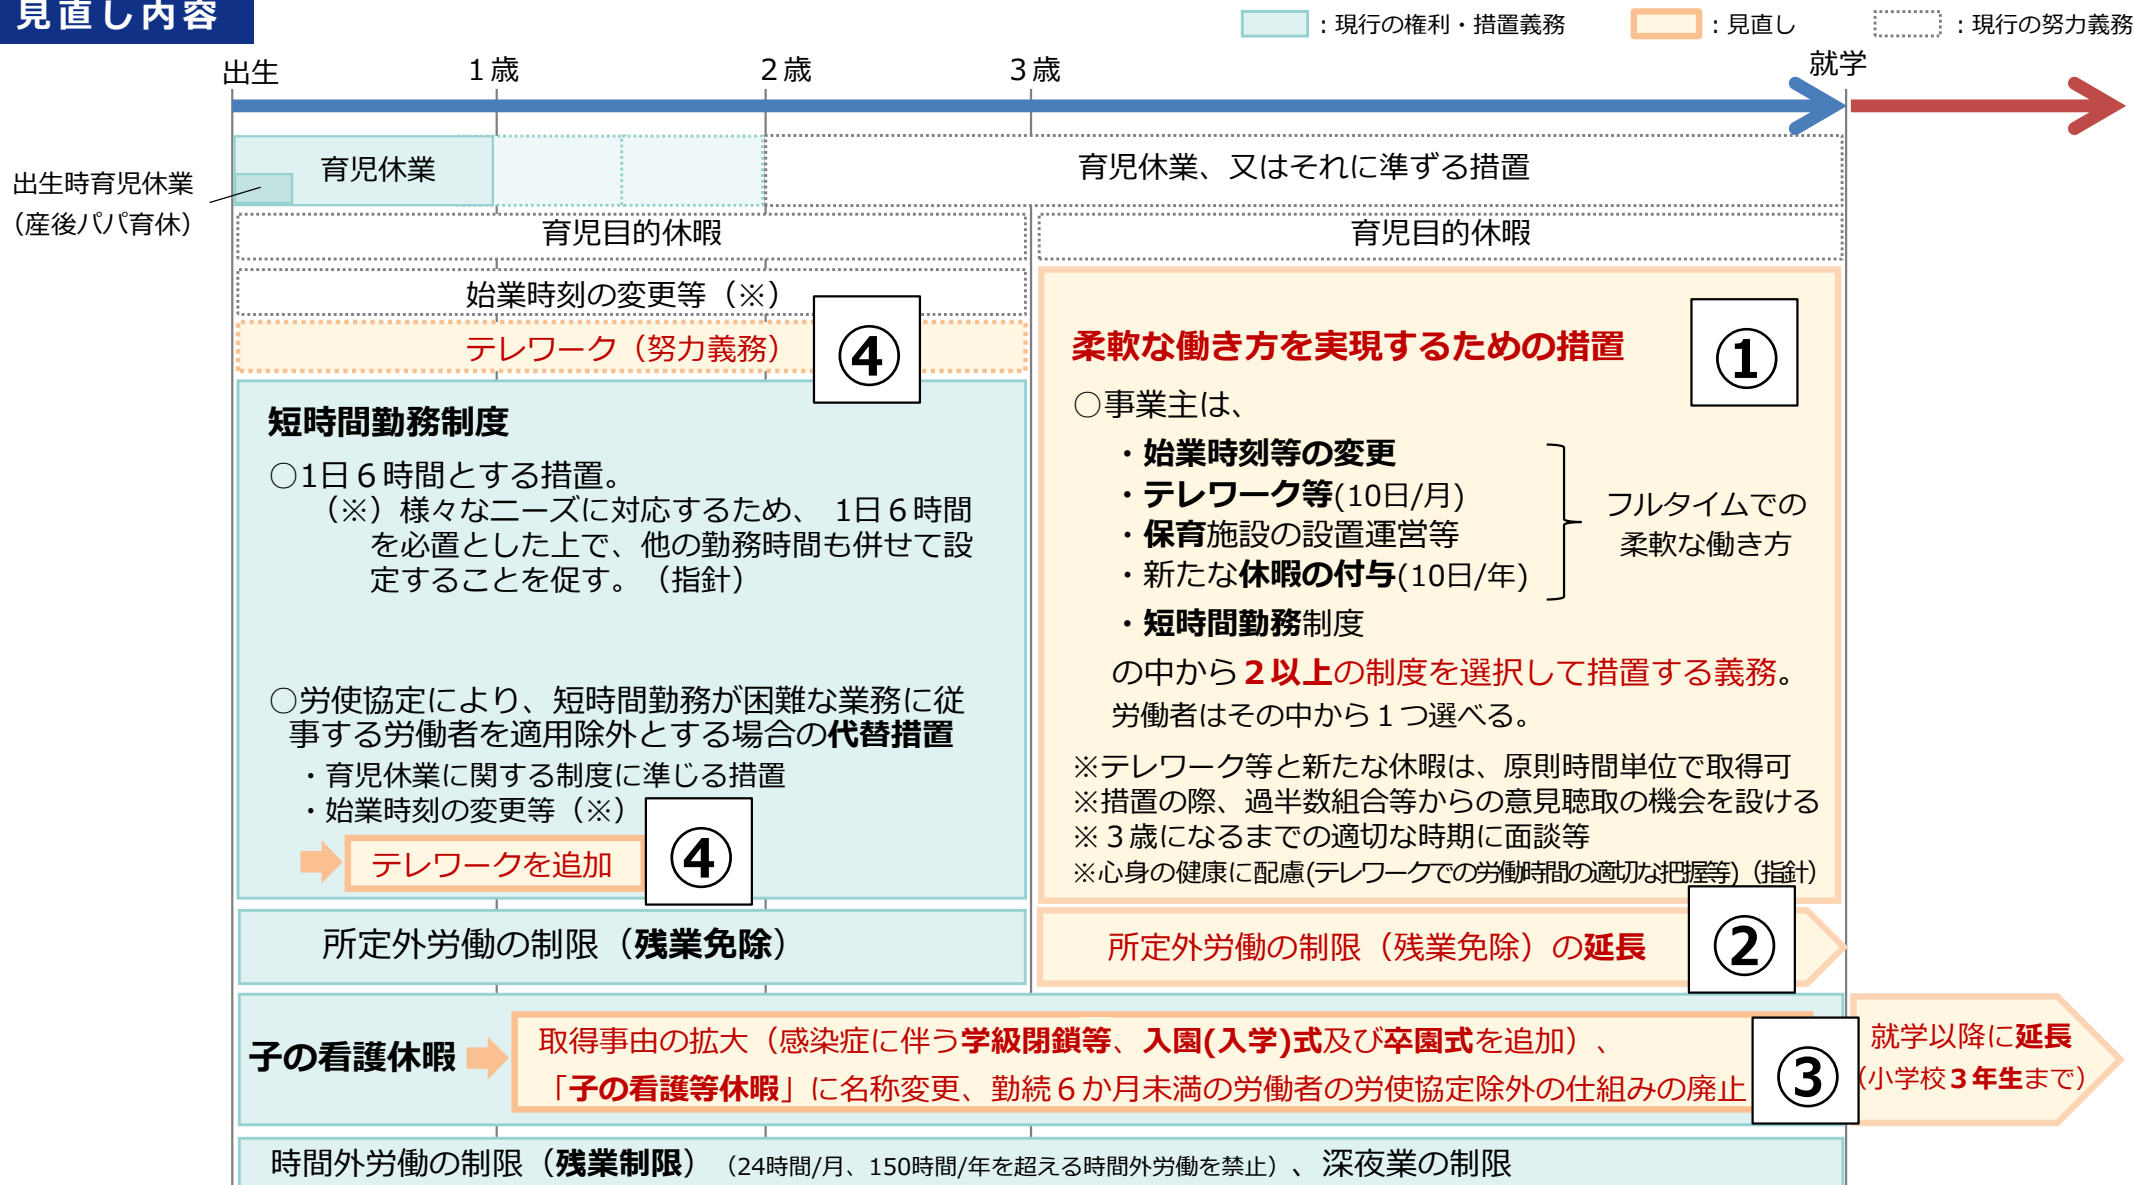 見直し内容
：現行の権利・措置義務
：見直し
：現行の努力義務
出生
１歳
２歳
３歳
就学
出生時育児休業
（産後パパ育休）
育児休業
育児休業、又はそれに準ずる措置
育児目的休暇
育児目的休暇
始業時刻の変更等（※）
テレワーク（努力義務）
④
短時間勤務制度
○1日６時間とする措置。
（※）様々なニーズに対応するため、 1日６時間
を必置とした上で、他の勤務時間も併せて設
定することを促す。（指針）
○労使協定により、短時間勤務が困難な業務に従
事する労働者を適用除外とする場合の代替措置
・育児休業に関する制度に準じる措置
・始業時刻の変更等（※）
テレワークを追加
④
柔軟な働き方を実現するための措置
①
○事業主は、
・始業時刻等の変更
・テレワーク等(10日/月)
・保育施設の設置運営等
・新たな休暇の付与(10日/年)
フルタイムでの
柔軟な働き方
・短時間勤務制度
の中から２以上の制度を選択して措置する義務。
労働者はその中から１つ選べる。
※テレワーク等と新たな休暇は、原則時間単位で取得可
※措置の際、過半数組合等からの意見聴取の機会を設ける
※３歳になるまでの適切な時期に面談等
※心身の健康に配慮(テレワークでの労働時間の適切な把握等)（指針）
所定外労働の制限（残業免除）
所定外労働の制限（残業免除）の延長
②
子の看護休暇
取得事由の拡大（感染症に伴う学級閉鎖等、入園(入学)式及び卒園式を追加）、
「子の看護等休暇」に名称変更、勤続６か月未満の労働者の労使協定除外の仕組みの廃止
③
就学以降に延長
（小学校３年生まで）
時間外労働の制限（残業制限）（24時間/月、150時間/年を超える時間外労働を禁止）、深夜業の制限